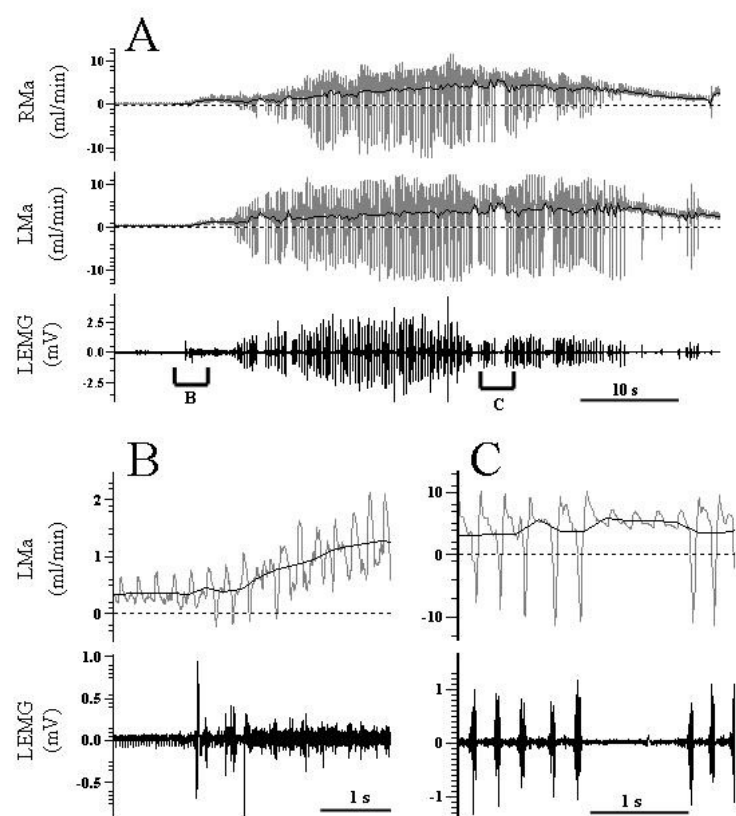 A
RMa
(ml/min)
10
0
-10
LMa
(ml/min)
10
0
-10
LEMG
(mV)
2.5
0.0
-2.5
B
C
10 s
B
LMa
(ml/min)
2
1
0
LEMG
(mV)
1.0
0.5
0.0
-0.5
1 s
C
10
0
-10
1
0
-1
1 s